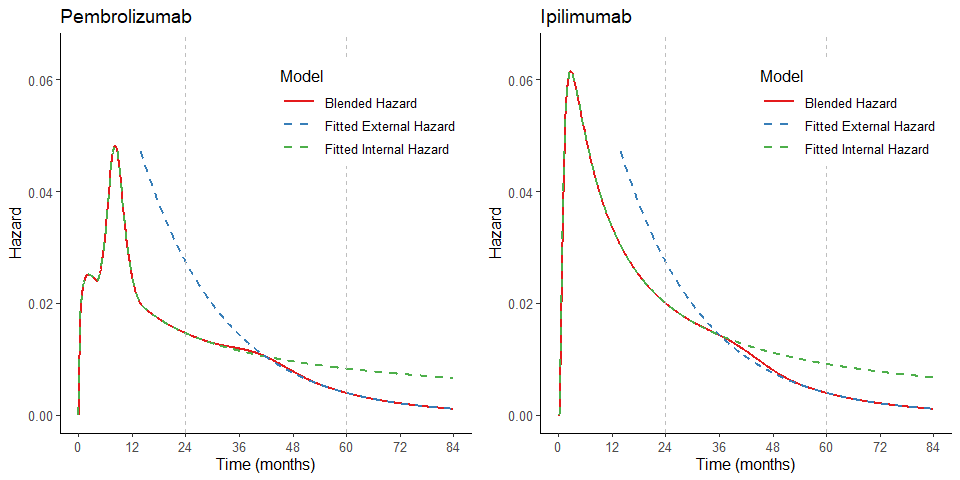 Pembrolizumab
Hazard
0.06
0.04
0.02
0.00
Model
Blended Hazard
Fitted External Hazard
Fitted Internal Hazard
0 12 24 36 48 60 72 84
Time (months)
Ipilimumab
Hazard
0.06
0.04
0.02
0.00
Model
Blended Hazard
Fitted External Hazard
Fitted Internal Hazard
0 12 24 36 48 60 72 84
Time (months)